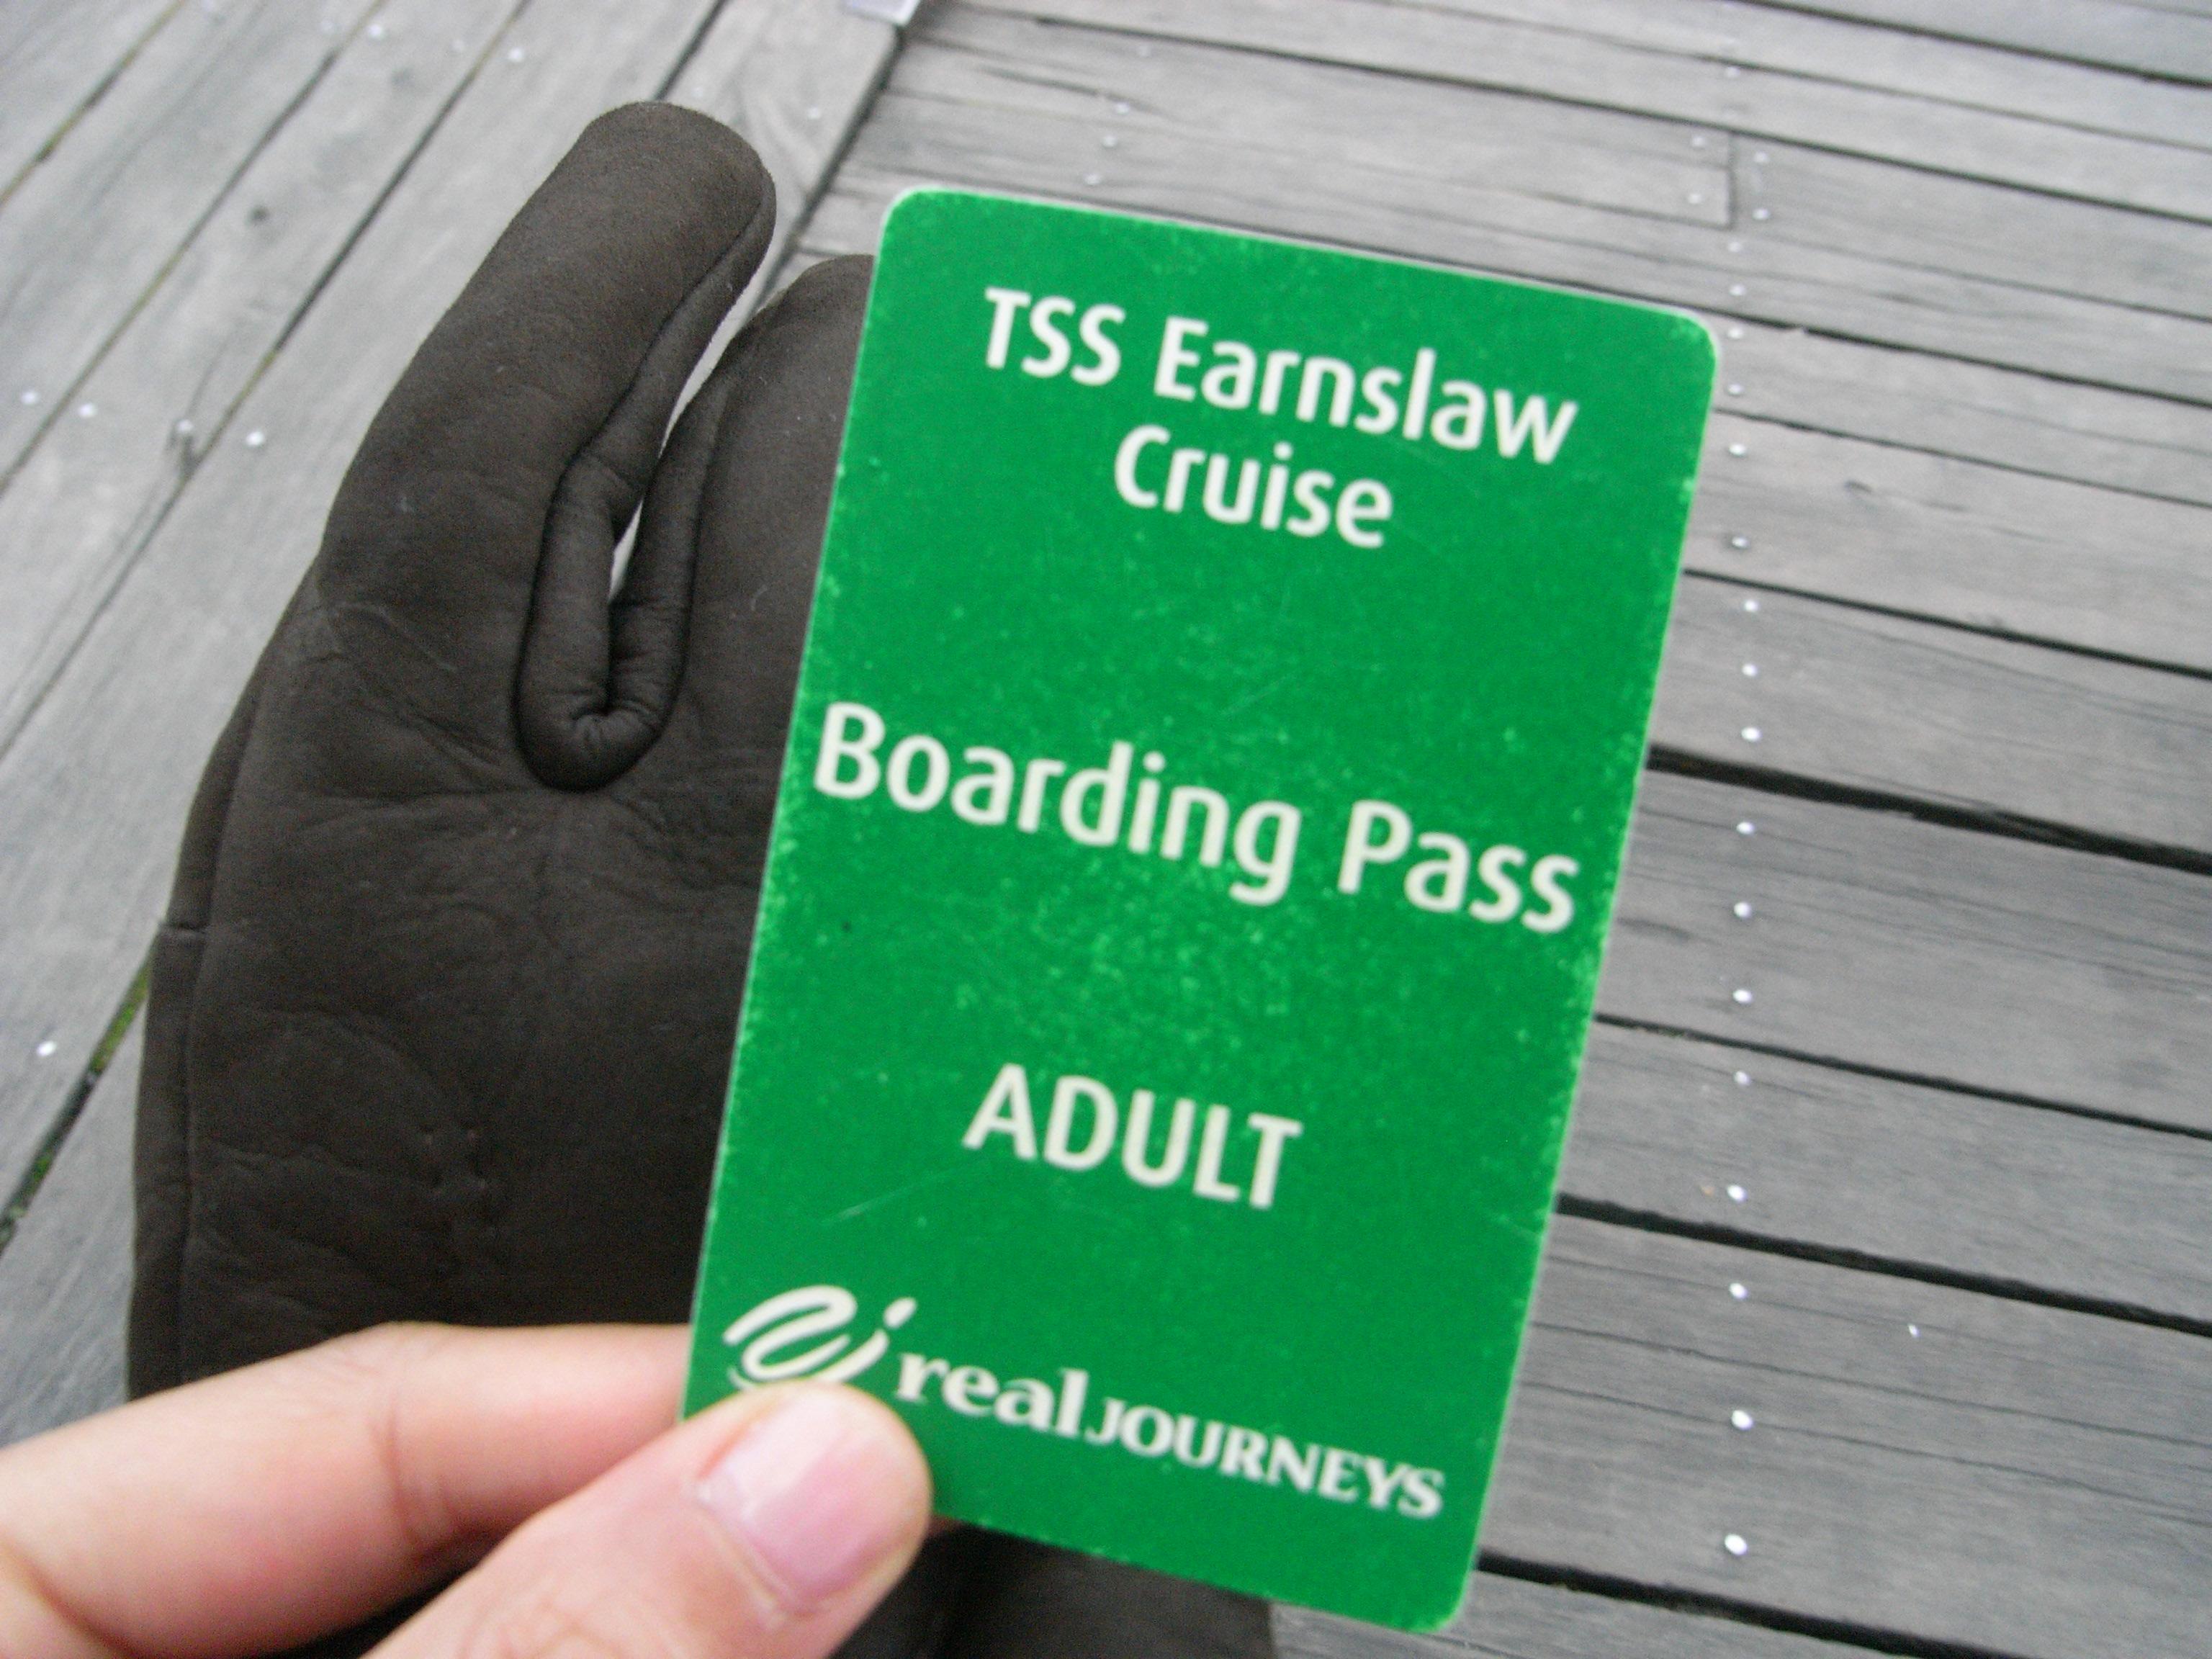 TSS Earnslaw
Cruise
Boarding Pass
ADULT
real JOURNEYS